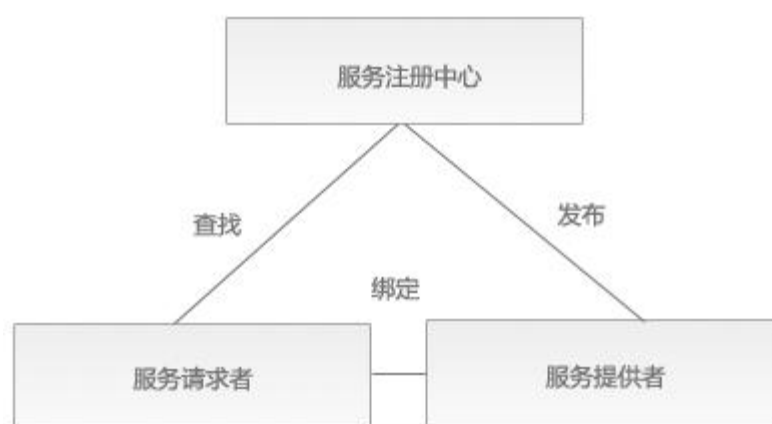 服务注册中心
查找
发布
绑定
服务请求者
服务提供者